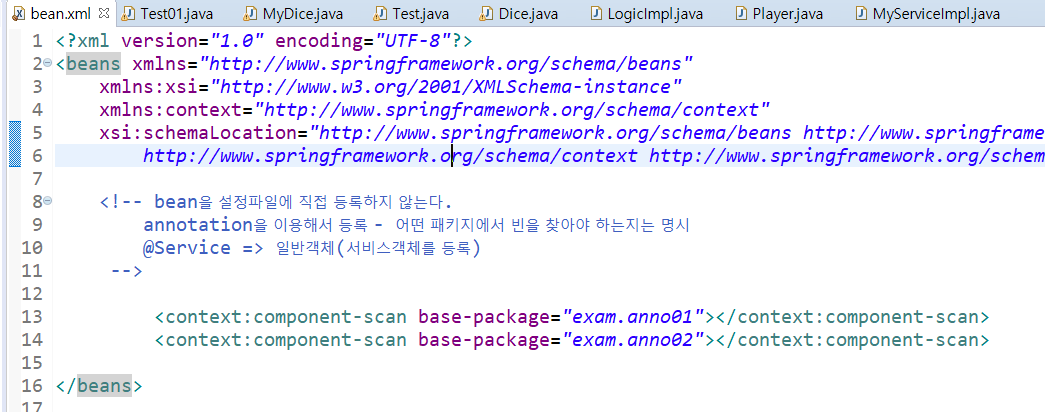 bean.xml Test01.java MyDice.java Test.java Dice.java LogicImpl.java Player.java MyServiceImpl.java
1 <?xml version="1.0" encoding="UTF-8"?>
2 <beans xmlns="http://www.springframework.org/schema/beans"
3 xmlns:xsi="http://www.w3.org/2001/XMLSchema-instance"
4 xmlns:context="http://www.springframework.org/schema/context"
5 xsi:schemaLocation="http://www.springframework.org/schema/beans http://www.springframe
6 http://www.springframework.org/schema/context http://www.springframework.org/schem
7
8 <!-- bean을 설정파일에 직접 등록하지 않는다.
9 annotation을 이용해서 등록 - 어떤 패키지에서 빈을 찾아야 하는지는 명시
10 @Service => 일반객체(서비스객체를 등록)
11 -->
12
13 <context:component-scan base-package="exam.anno01"></context:component-scan>
14 <context:component-scan base-package="exam.anno02"></context:component-scan>
15
16 </beans>
17